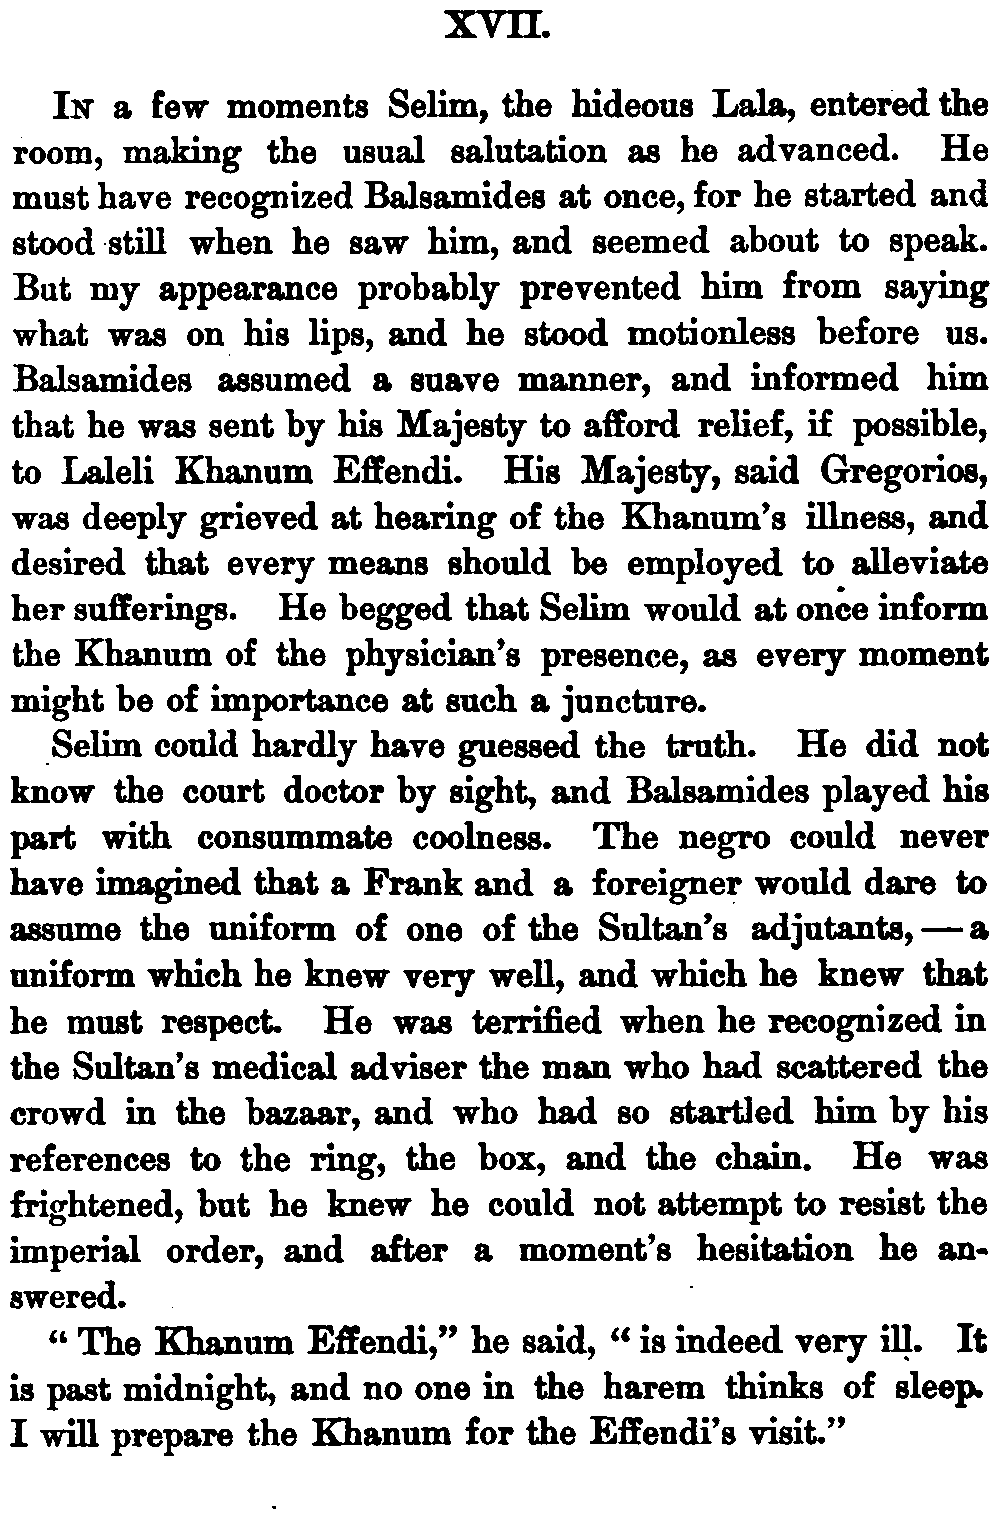 XVII.
In a few moments Selim, the hideous Lala, entered the
room, making the usual salutation as he advanced. He
must have recognized Balsamides at once, for he started and
stood still when he saw him, and seemed about to speak.
But my appearance probably prevented him from saying
what was on his lips, and he stood motionless before us.
Balsamides assumed a suave manner, and informed him
that he was sent by his Majesty to afford relief, if possible,
to Laleli Khanum Effendi. His Majesty, said Gregorios,
was deeply grieved at hearing of the Khanum's illness, and
desired that every means should be employed to alleviate
her sufferings. He begged that Selim would at once inform
the Khanum of the physician's presence, as every moment
might be of importance at such a juncture.
Selim could hardly have guessed the truth. He did not
know the court doctor by sight, and Balsamides played his
part with consummate coolness. The negro could never
have imagined that a Frank and a foreigner would dare to
assume the uniform of one of the Sultan's adjutants, — a
uniform which he knew very well, and which he knew that
he must respect. He was terrified when he recognized in
the Sultan's medical adviser the man who had scattered the
crowd in the bazaar, and who had so startled him by his
references to the ring, the box, and the chain. He was
frightened, but he knew he could not attempt to resist the
imperial order, and after a moment's hesitation he an-
swered.
“ The Khanum Effendi,” he said, “ is indeed very ill. It
is past midnight, and no one in the harem thinks of sleep.
I will prepare the Khanum for the Effendi's visit.”